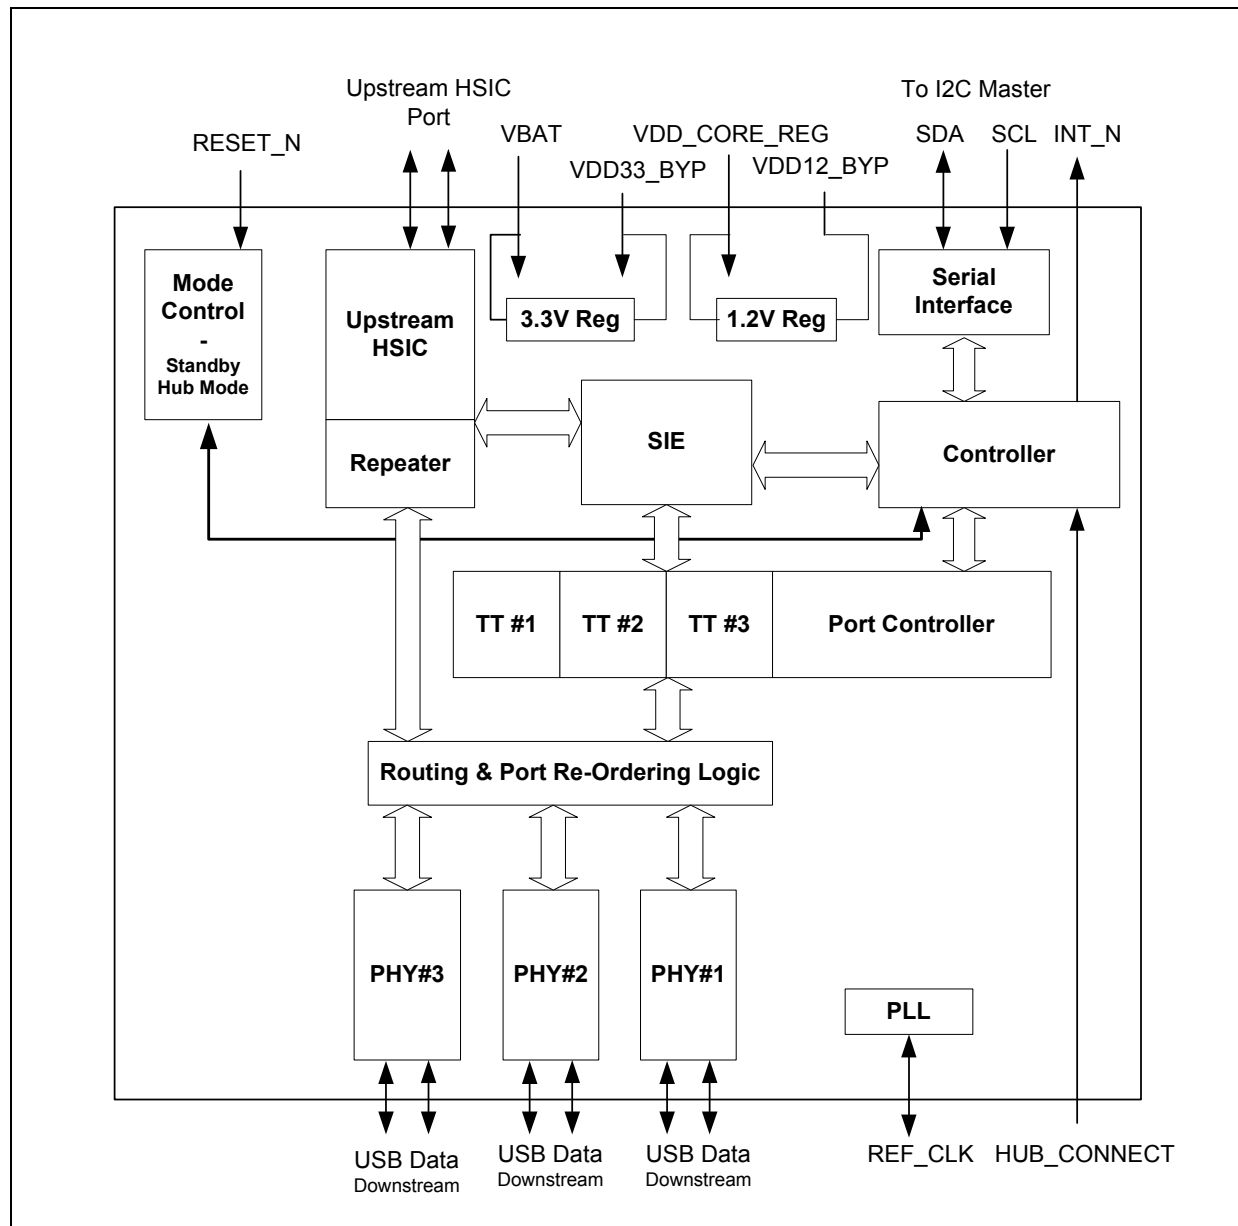 Upstream HSIC
Port
To I2C Master
RESET_N
VBAT
VDD_CORE_REG
SDA
SCL
INT_N
VDD33_BYP
VDD12_BYP
Mode
Control
-
Standby
Hub Mode
Upstream
HSIC
3.3V Reg
1.2V Reg
Serial
Interface
Repeater
SIE
Controller
TT #1
TT #2
TT #3
Port Controller
Routing & Port Re-Ordering Logic
PHY#3
PHY#2
PHY#1
PLL
USB Data
Downstream
USB Data
Downstream
USB Data
Downstream
REF_CLK
HUB_CONNECT